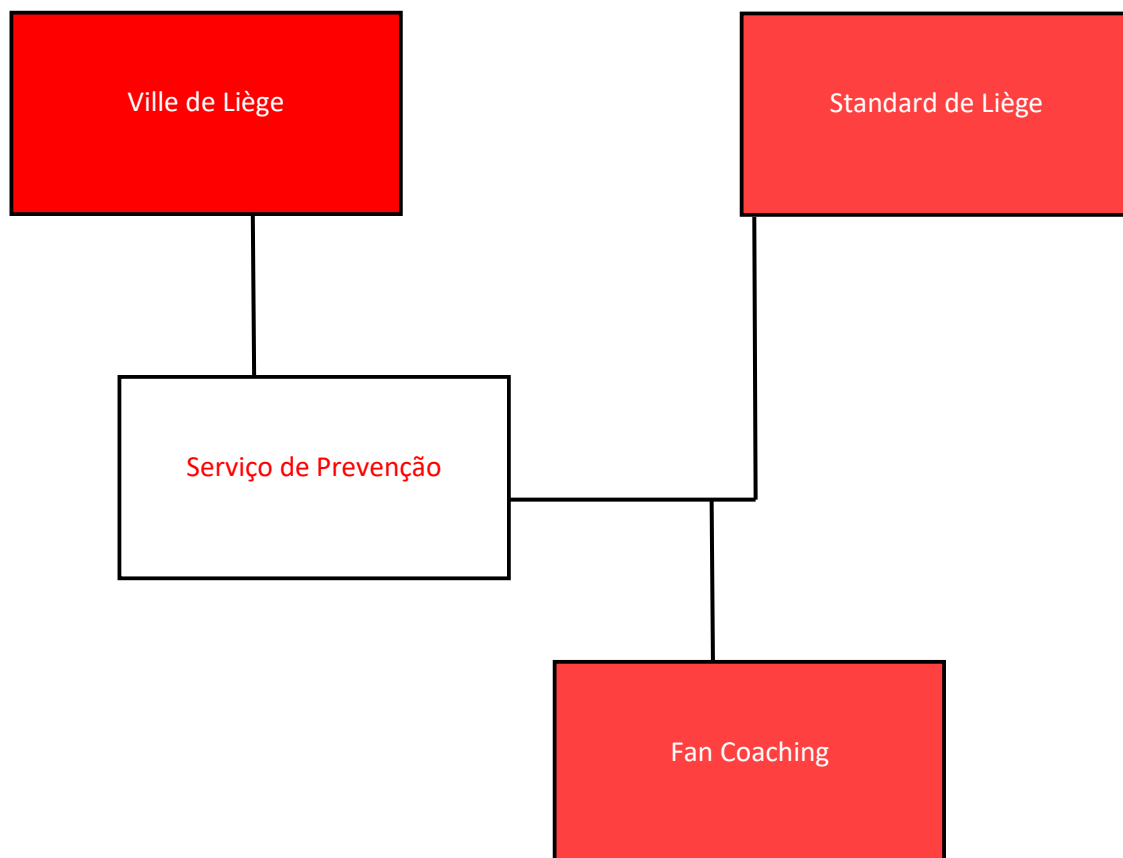 Ville de Liège
Standard de Liège
Serviço de Prevenção
Fan Coaching